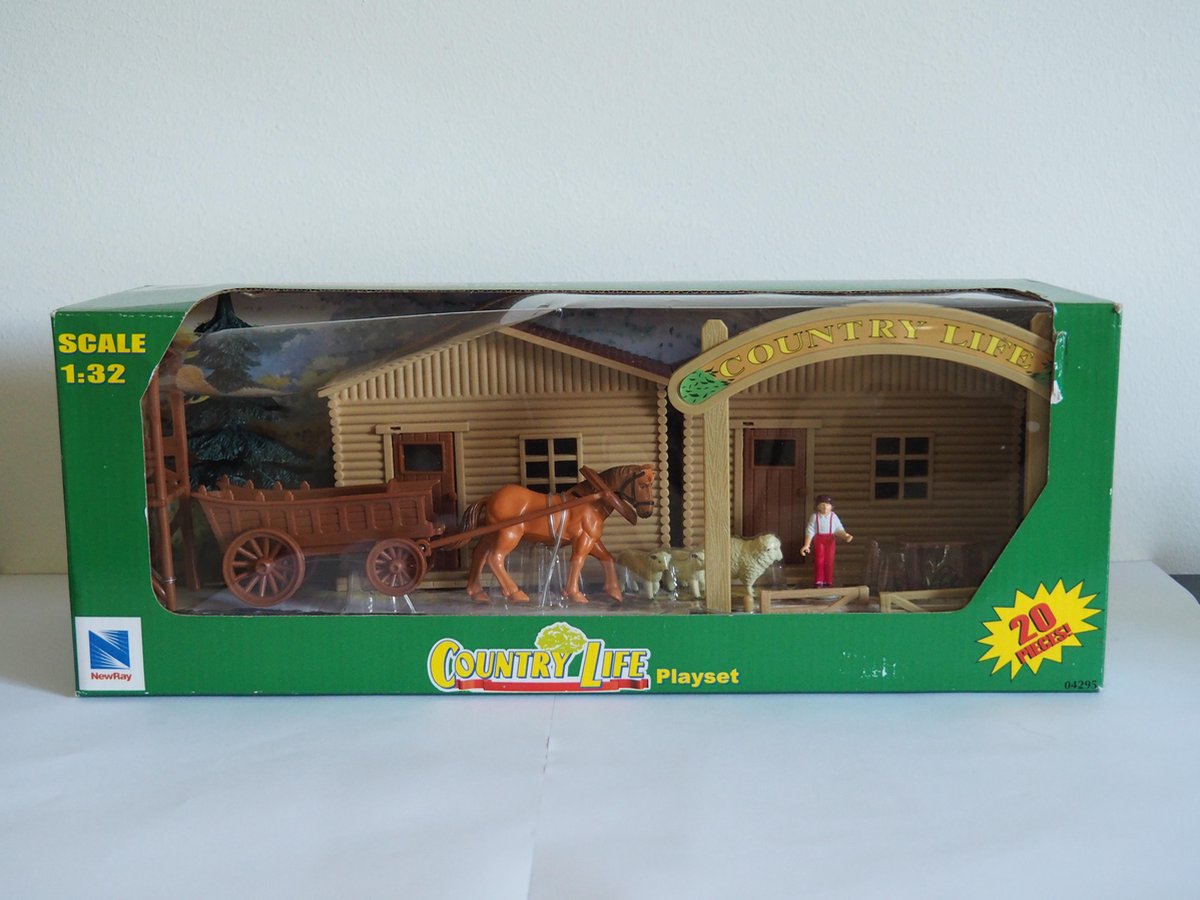 SCALE
1:32
COUNTRY LIFE
NewRay
COUNTRY LIFE Playset
20
PIECES!
04295